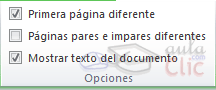 Primera página diferente
Páginas pares e impares diferentes
Mostrar texto del documento
Opciones
aula
Clic